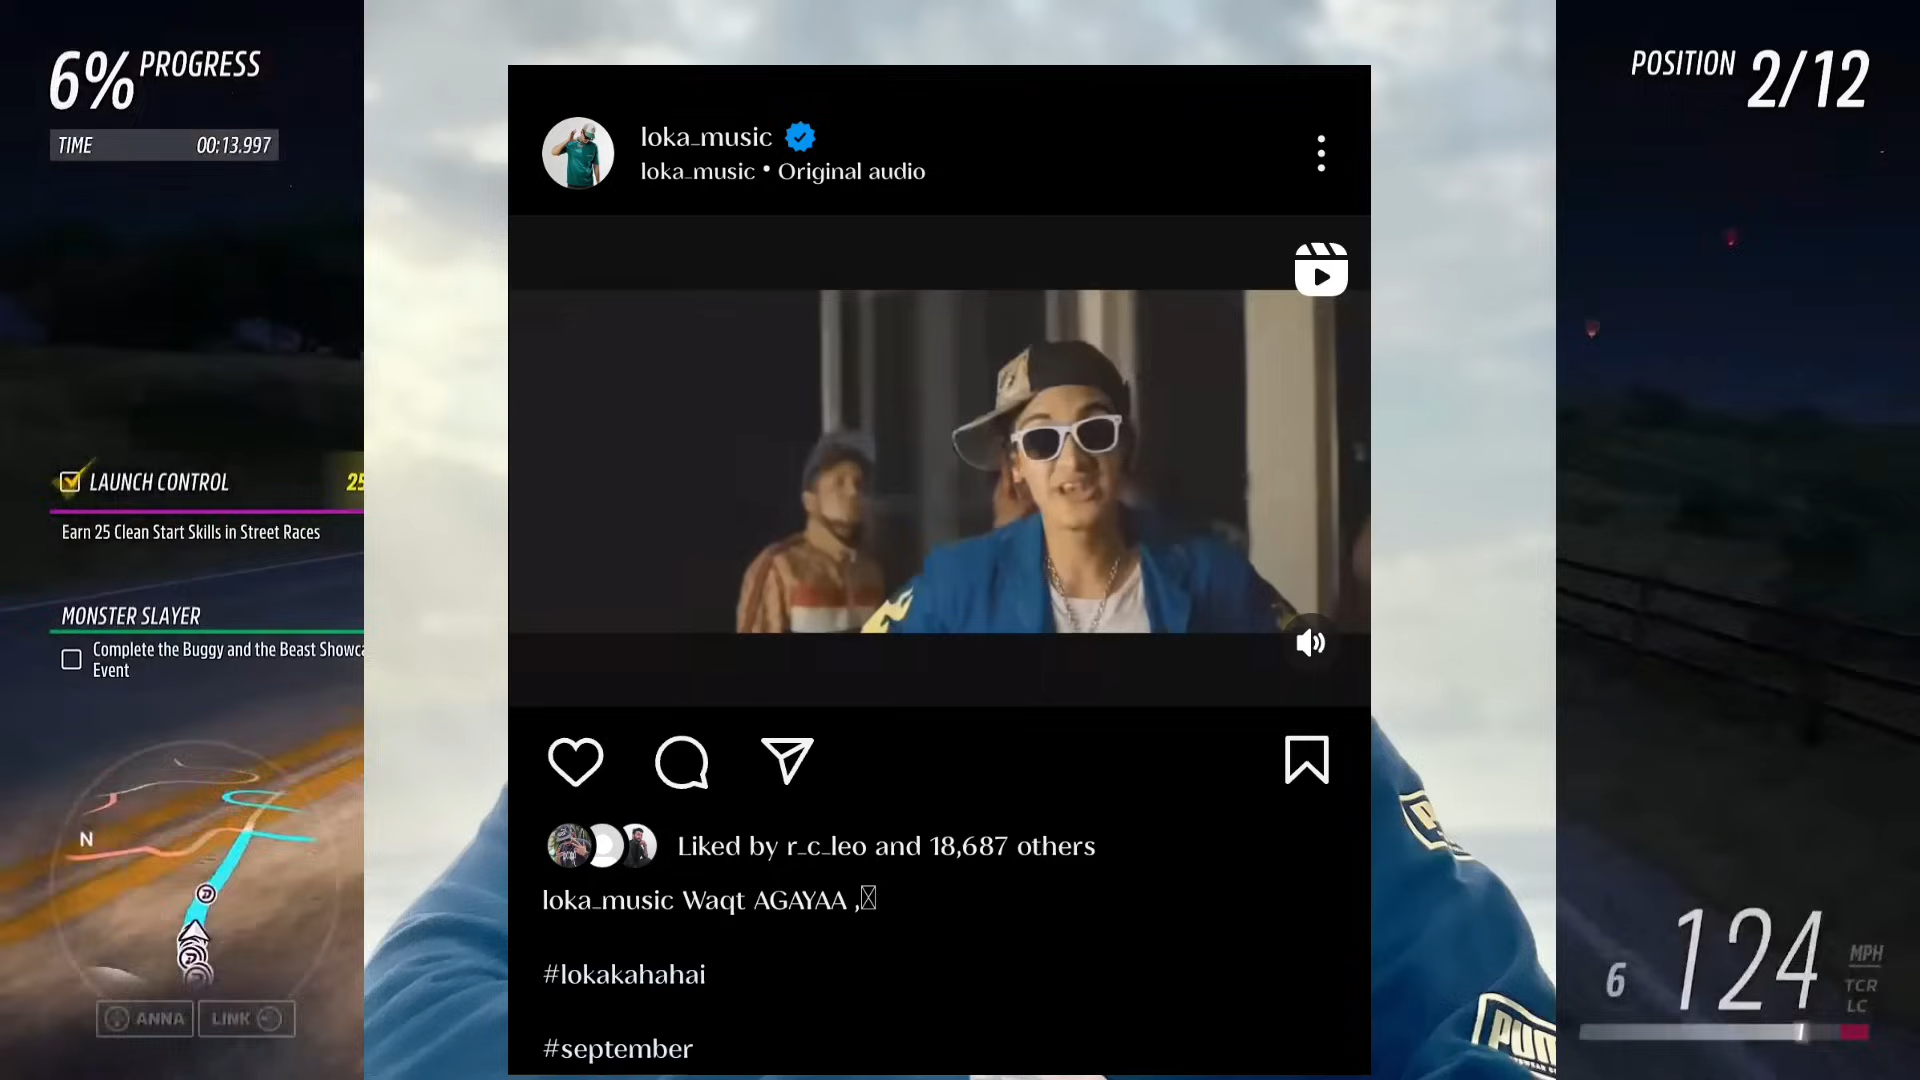 6% PROGRESS
TIME 00:13.997
POSITION 2/12
loka_music
loka_music • Original audio
LAUNCH CONTROL 25
Earn 25 Clean Start Skills in Street Races
MONSTER SLAYER
Complete the Buggy and the Beast
Event
N
ANNA LINK
Liked by r_c_leo and 18,687 others
loka_music Waqt AGAYAA ,
#lokakahahai
#september
6 124 MPH
TCR
LC